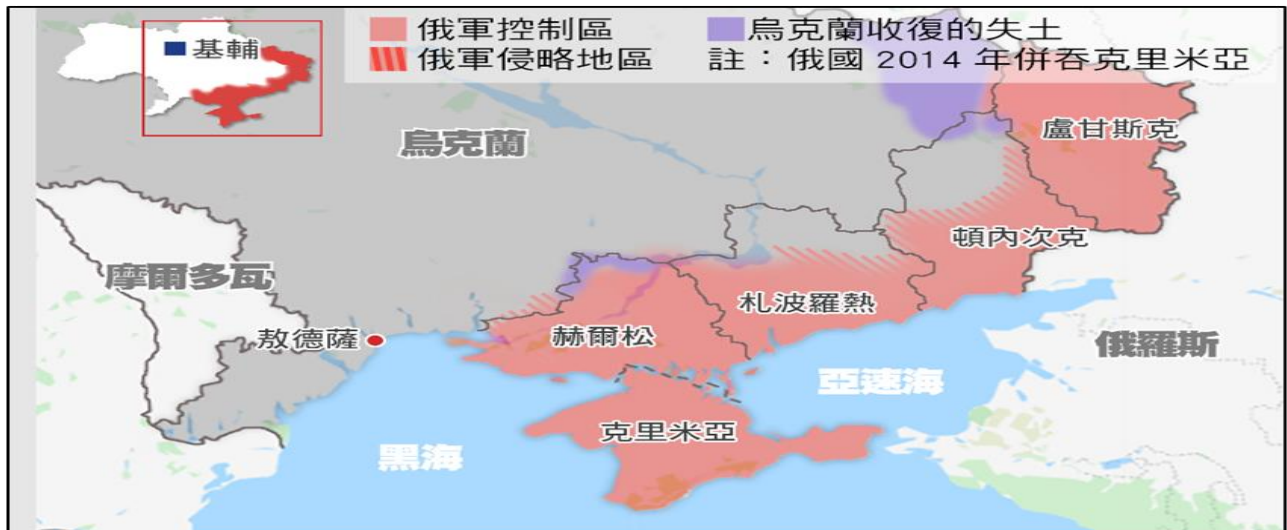 俄軍控制區
烏克蘭收復的失土
俄軍侵略地區
註：俄國 2014 年併吞克里米亞
基輔
烏克蘭
盧甘斯克
頓內次克
摩爾多瓦
札波羅熱
敖德薩
赫爾松
俄羅斯
亞速海
克里米亞
黑海